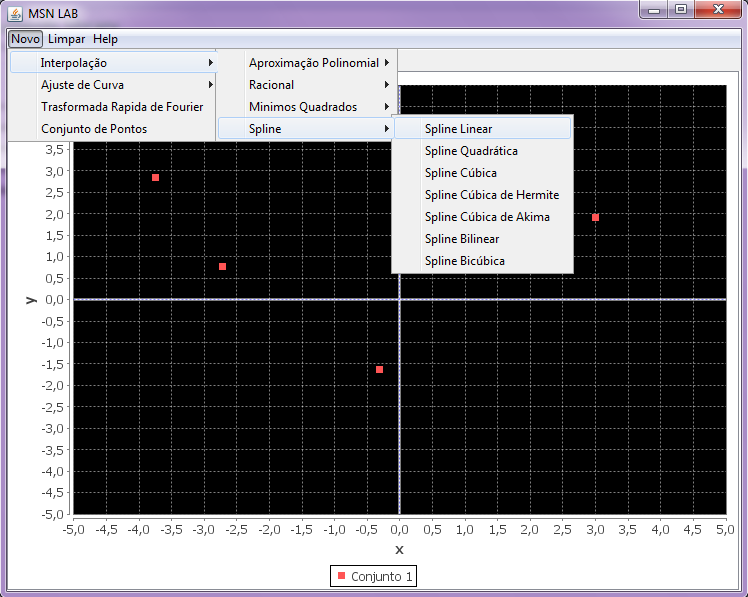 MSN LAB
Novo Limpar Help
Interpolação
Ajuste de Curva
Trasformada Rapida de Fourier
Conjunto de Pontos
Aproximação Polinomial
Racional
Minimos Quadrados
Spline
Spline Linear
Spline Quadrática
Spline Cúbica
Spline Cúbica de Hermite
Spline Cúbica de Akima
Spline Bilinear
Spline Bicúbica
3,5
3,0
2,5
2,0
1,5
1,0
0,5
0,0
-0,5
-1,0
-1,5
-2,0
-2,5
-3,0
-3,5
-4,0
-4,5
-5,0
y
-5,0 -4,5 -4,0 -3,5 -3,0 -2,5 -2,0 -1,5 -1,0 -0,5 0,0 0,5 1,0 1,5 2,0 2,5 3,0 3,5 4,0 4,5 5,0
x
Conjunto 1